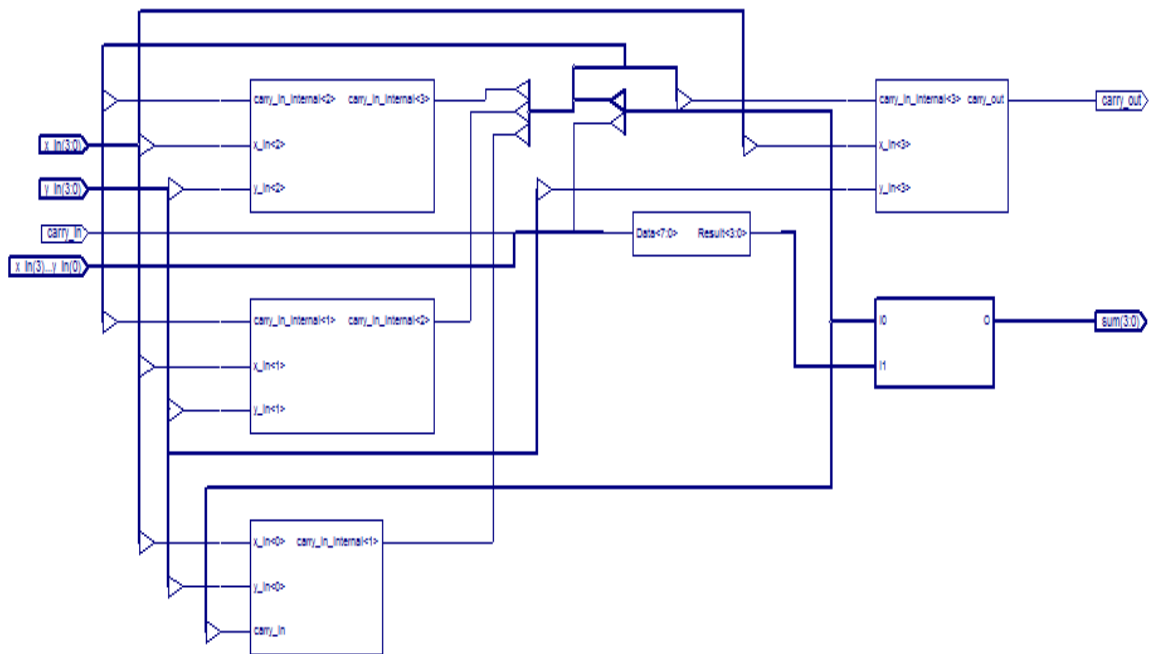 carry_in_internal<2> carry_in_internal<3>
x_in<2>
y_in<2>
carry_in_internal<3> carry_out
x_in<3>
y_in<3>
carry_out
x_in(3:0)
y_in(3:0)
carry_in
x_in(3)...y_in(0)
Data<7:0> Result<3:0>
carry_in_internal<1> carry_in_internal<2>
x_in<1>
y_in<1>
I0 O
I1
sum(3:0)
x_in<0> carry_in_internal<1>
y_in<0>
carry_in